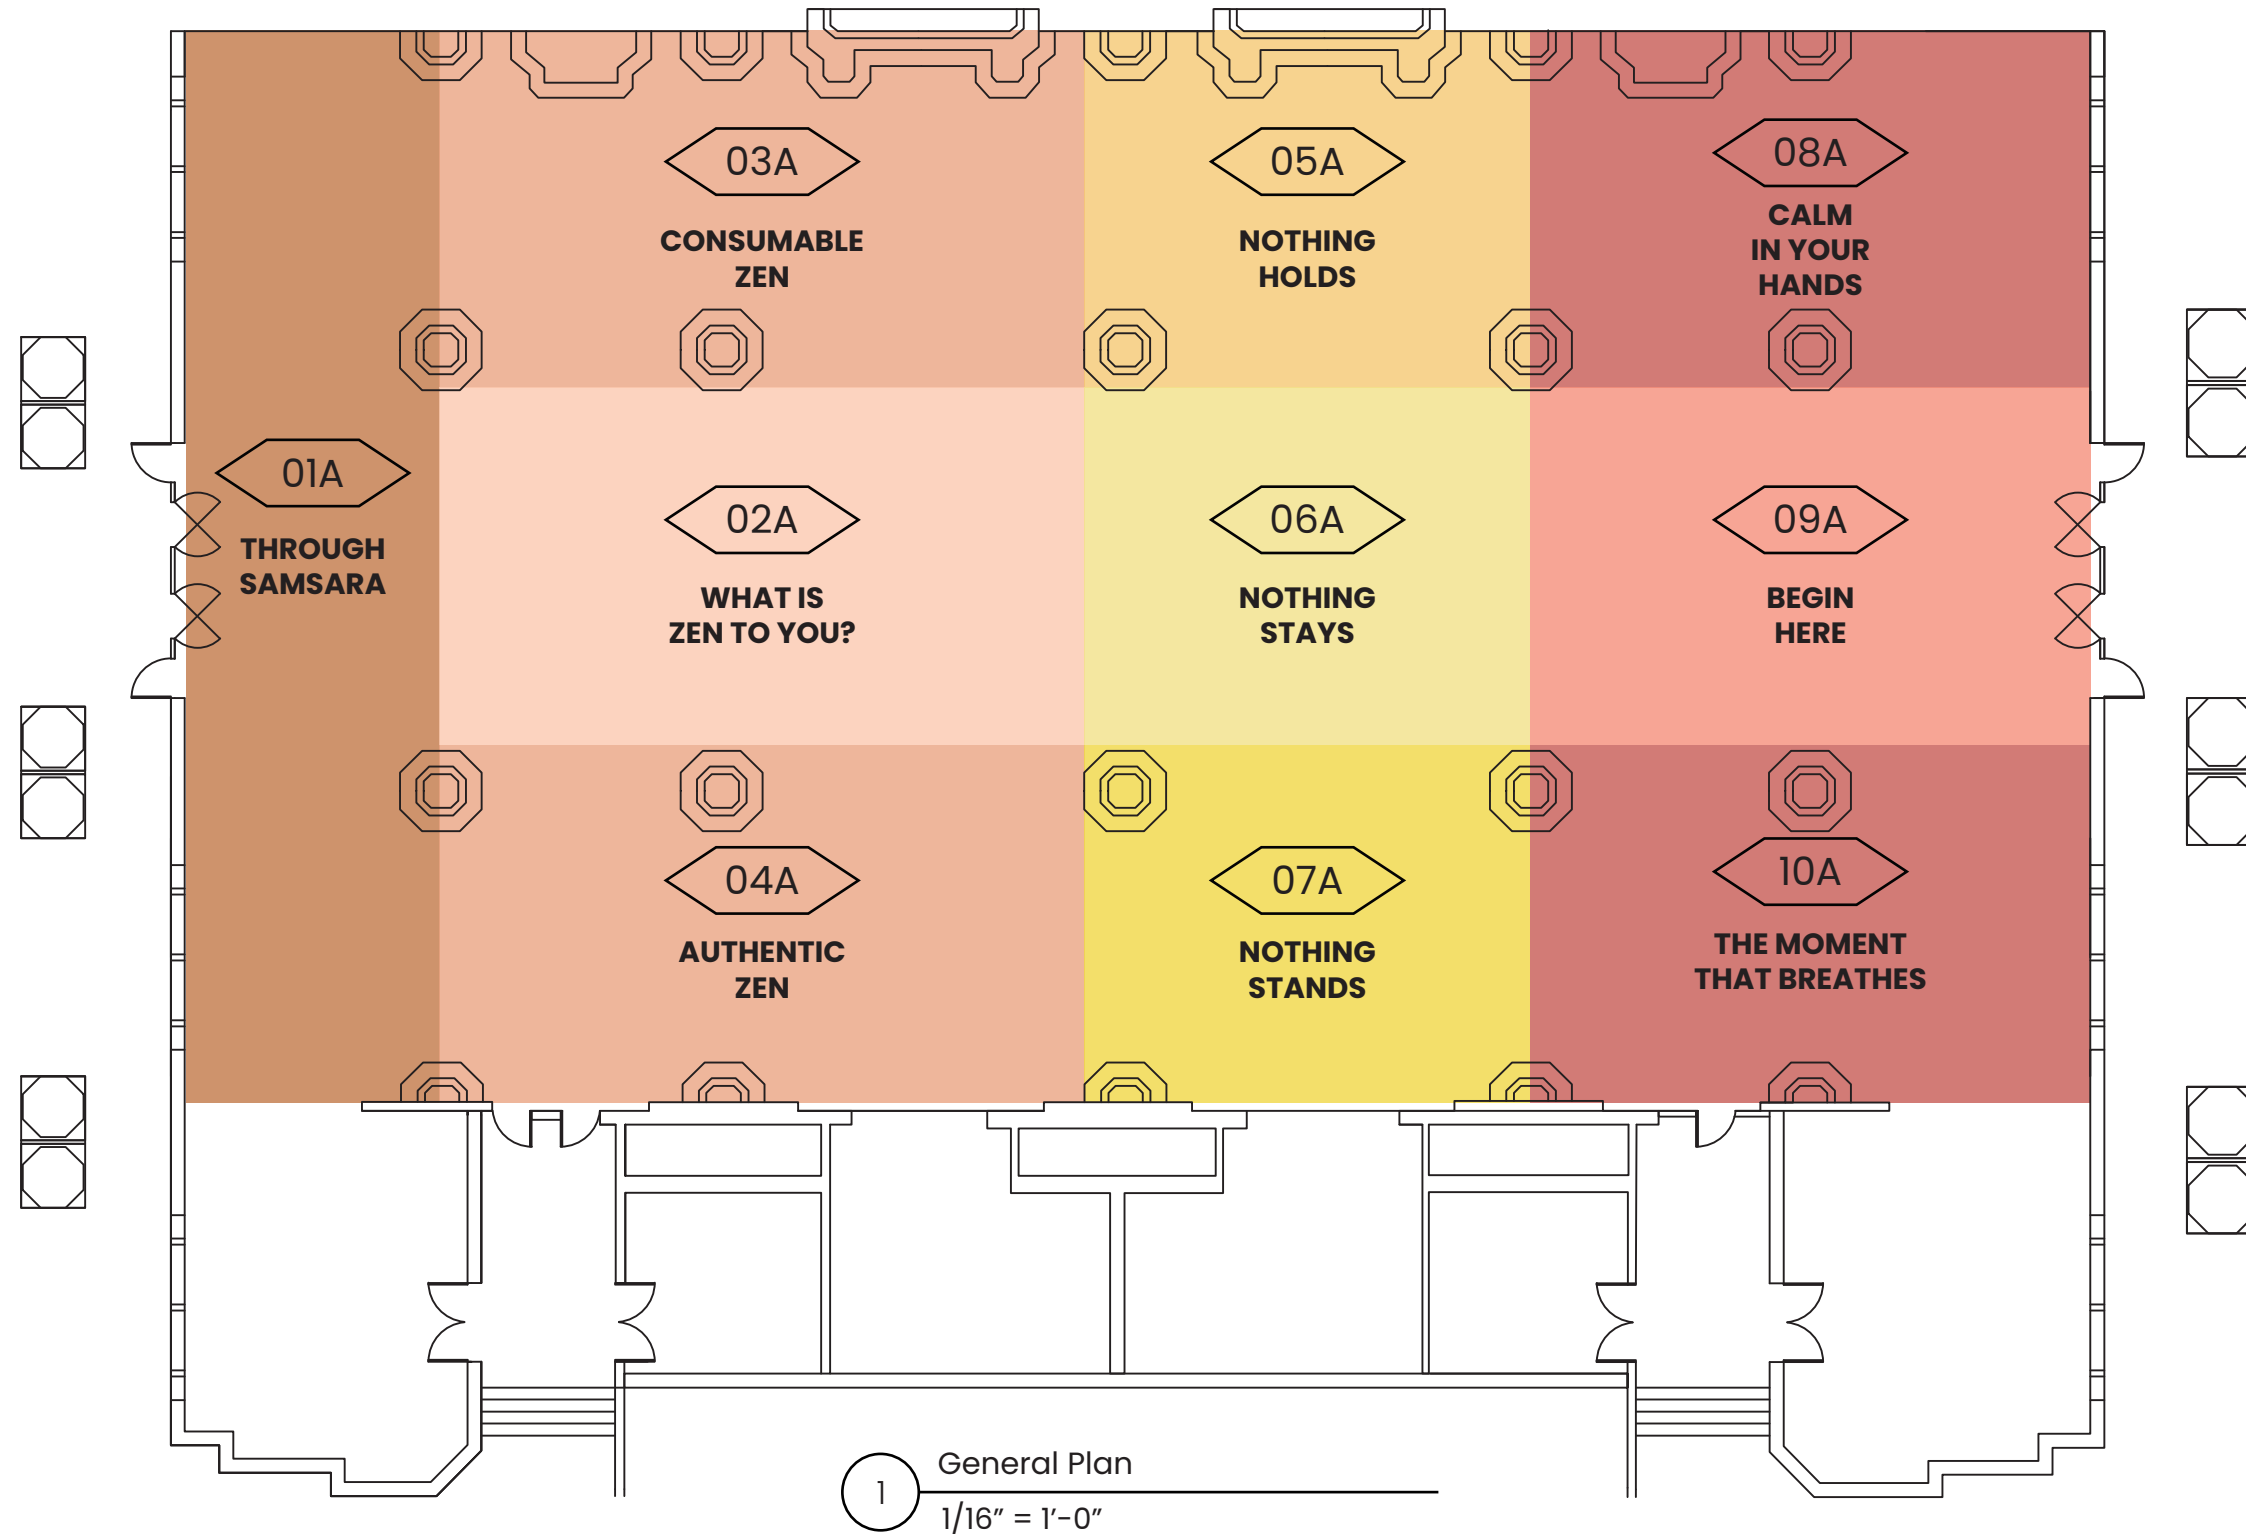 03A
CONSUMABLE
ZEN
05A
NOTHING
HOLDS
08A
CALM
IN YOUR
HANDS
01A
THROUGH
SAMSARA
02A
WHAT IS
ZEN TO YOU?
06A
NOTHING
STAYS
09A
BEGIN
HERE
04A
AUTHENTIC
ZEN
07A
NOTHING
STANDS
10A
THE MOMENT
THAT BREATHES
1
General Plan
1/16” = 1’-0”